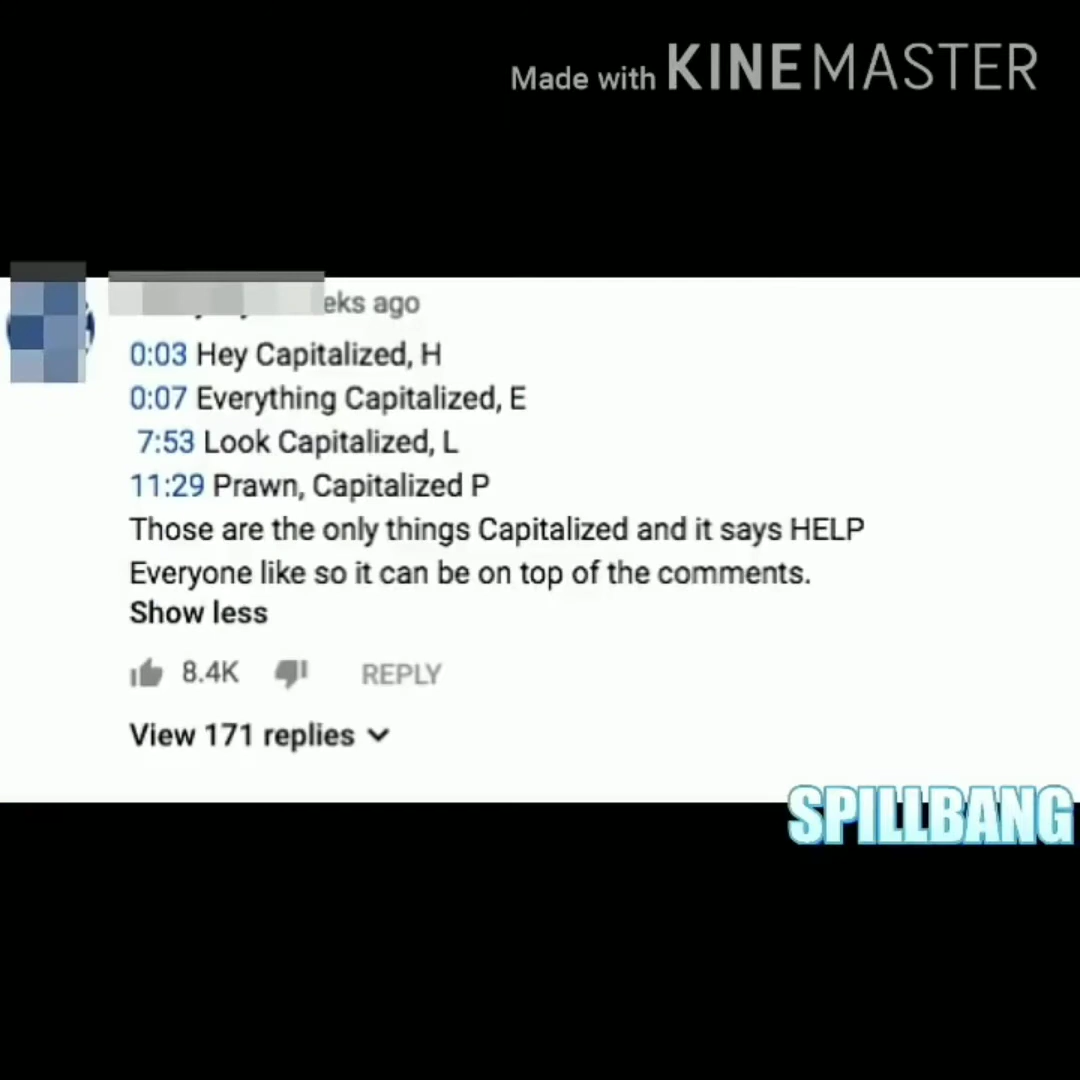 Made with KINEMASTER
eks ago
0:03 Hey Capitalized, H
0:07 Everything Capitalized, E
7:53 Look Capitalized, L
11:29 Prawn, Capitalized P
Those are the only things Capitalized and it says HELP
Everyone like so it can be on top of the comments.
Show less
8.4K REPLY
View 171 replies
SPILLBANG